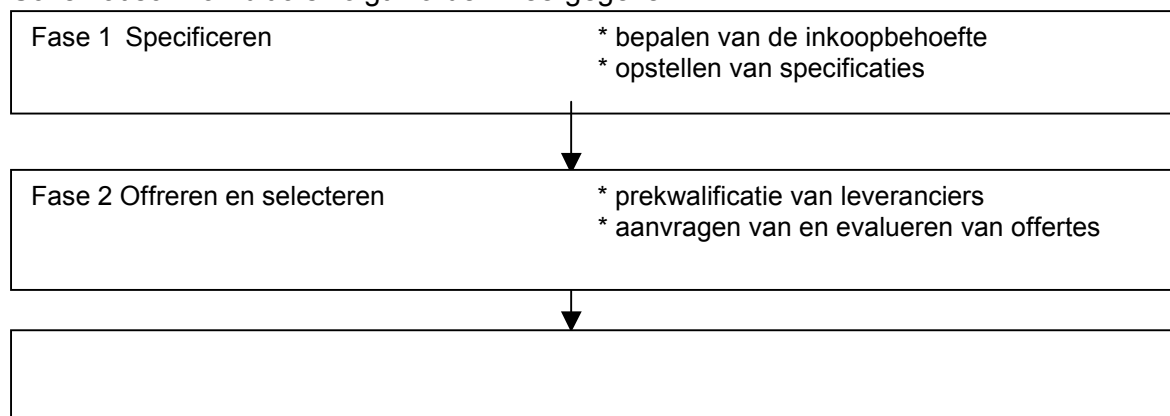 Fase 1 Specificeren * bepalen van de inkoopbehoefte
* opstellen van specificaties
Fase 2 Offreren en selecteren * prekwalificatie van leveranciers
* aanvragen van en evalueren van offertes